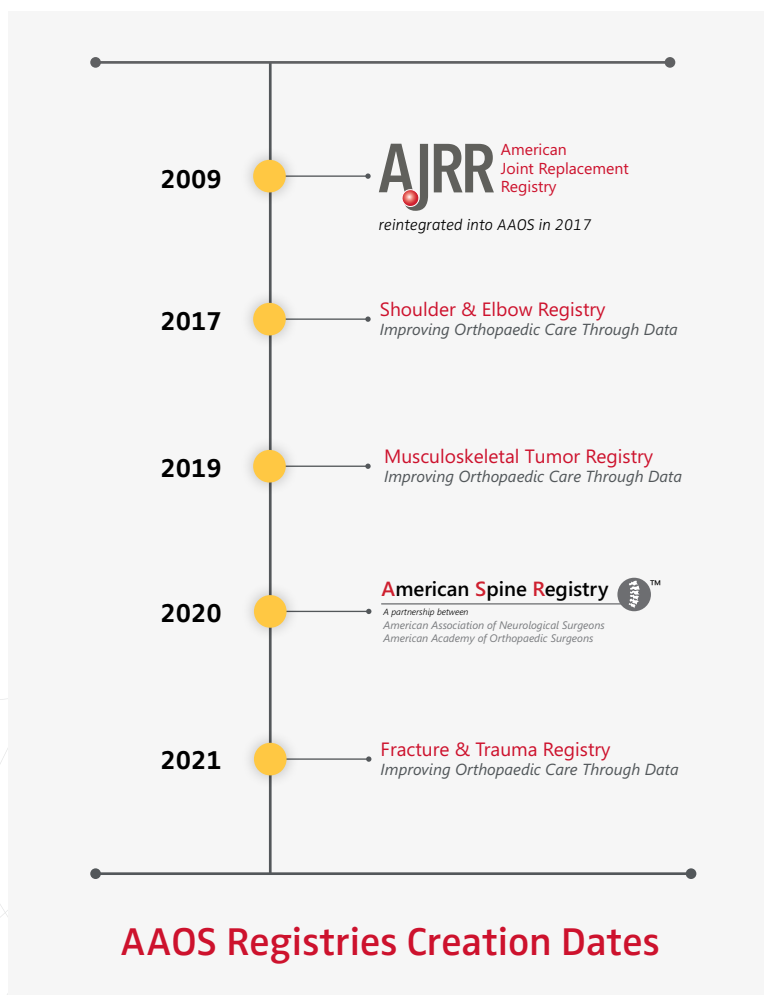 2009
AJRR
American
Joint Replacement
Registry
reintegrated into AAOS in 2017
2017
Shoulder & Elbow Registry
Improving Orthopaedic Care Through Data
2019
Musculoskeletal Tumor Registry
Improving Orthopaedic Care Through Data
2020
American Spine Registry ™
A partnership between
American Association of Neurological Surgeons
American Academy of Orthopaedic Surgeons
2021
Fracture & Trauma Registry
Improving Orthopaedic Care Through Data
AAOS Registries Creation Dates